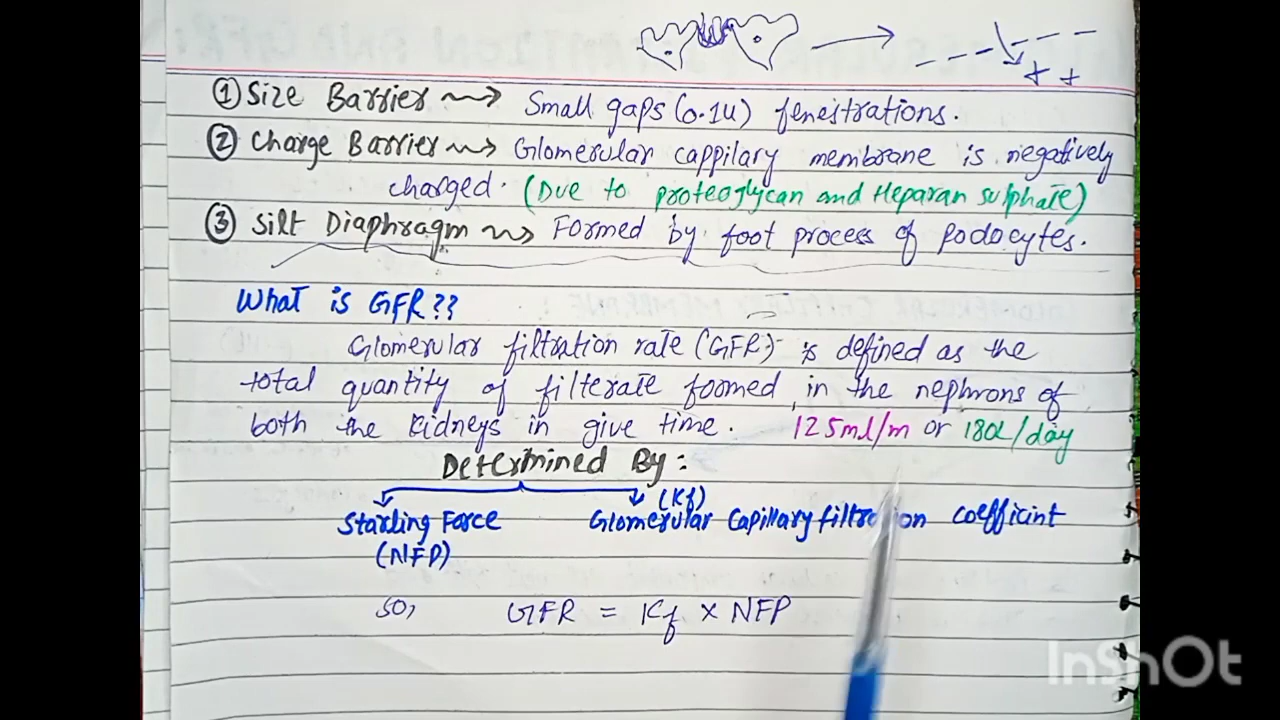 + +
① Size Barrier → Small gaps (0.1u) fenestrations.
② Charge Barrier → Glomerular cappilary membrane is negatively
charged. (Due to proteoglycan and Heparan sulphate)
③ Silt Diaphragm → Formed by foot process of Podocytes.
What is GFR??
Glomerular filtration rate (GFR) is defined as the
total quantity of filterate formed in the nephrons of
both the kidneys in give time. 125ml/m or 180l/day
Determined By:
(Kf)
Starling Force Glomerular Capillary filtration coefficint
(NFP)
so, GFR = Kf × NFP
InShOt